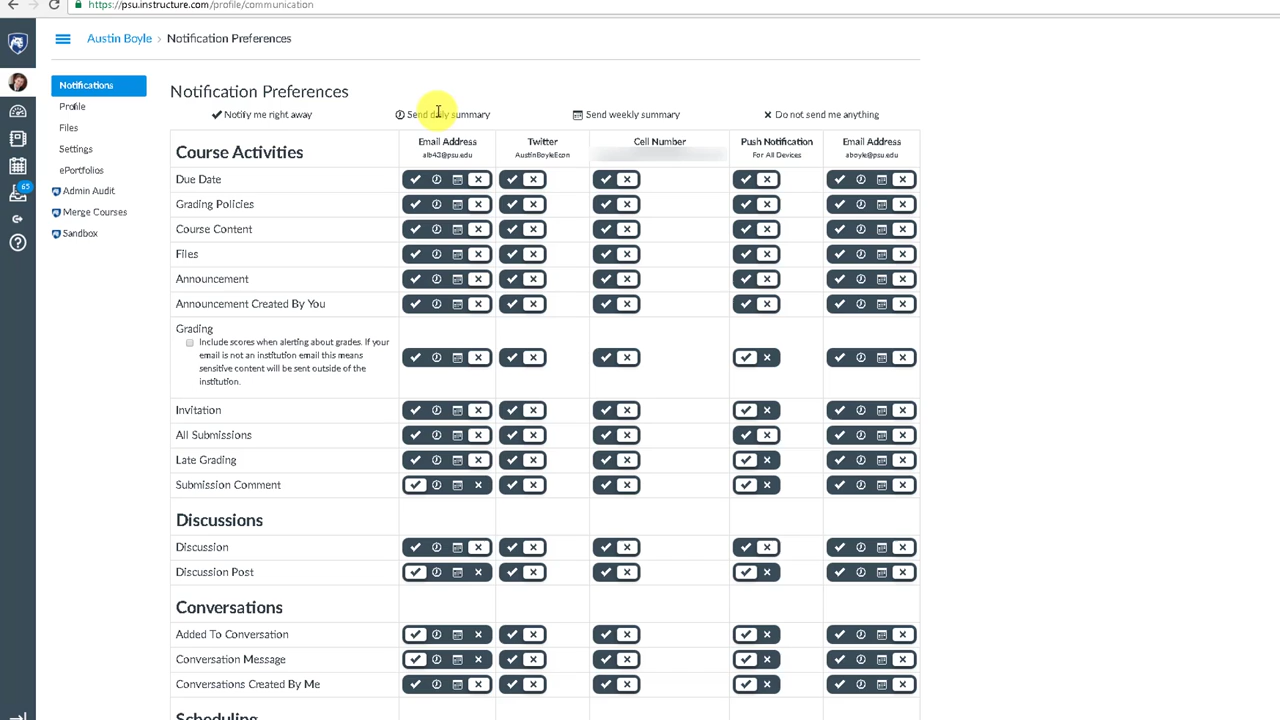 https://psu.instructure.com/profile/communication
Austin Boyle › Notification Preferences
Notifications
Profile
Files
Settings
ePortfolios
Admin Audit
Merge Courses
Sandbox
65
Notification Preferences
Notify me right away
Send daily summary
Send weekly summary
Do not send me anything
Course Activities
Email Address
alb43@psu.edu
Twitter
AustinBoyleEcon
Cell Number
Push Notification
For All Devices
Email Address
aboyle@psu.edu
Due Date
Grading Policies
Course Content
Files
Announcement
Announcement Created By You
Grading
Include scores when alerting about grades. If your
email is not an institution email this means
sensitive content will be sent outside of the
institution.
Invitation
All Submissions
Late Grading
Submission Comment
Discussions
Discussion
Discussion Post
Conversations
Added To Conversation
Conversation Message
Conversations Created By Me
Scheduling